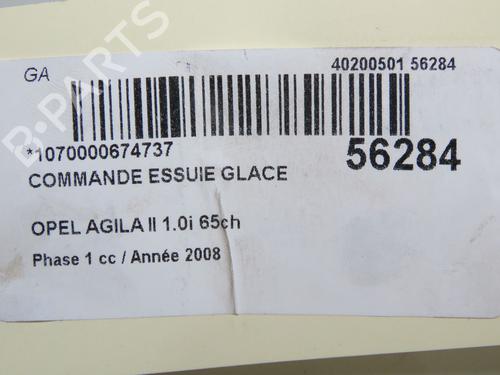 GA
40200501 56284
*1070000674737
56284
COMMANDE ESSUIE GLACE
OPEL AGILA II 1.0i 65ch
Phase 1 cc / Année 2008
B-PARTS